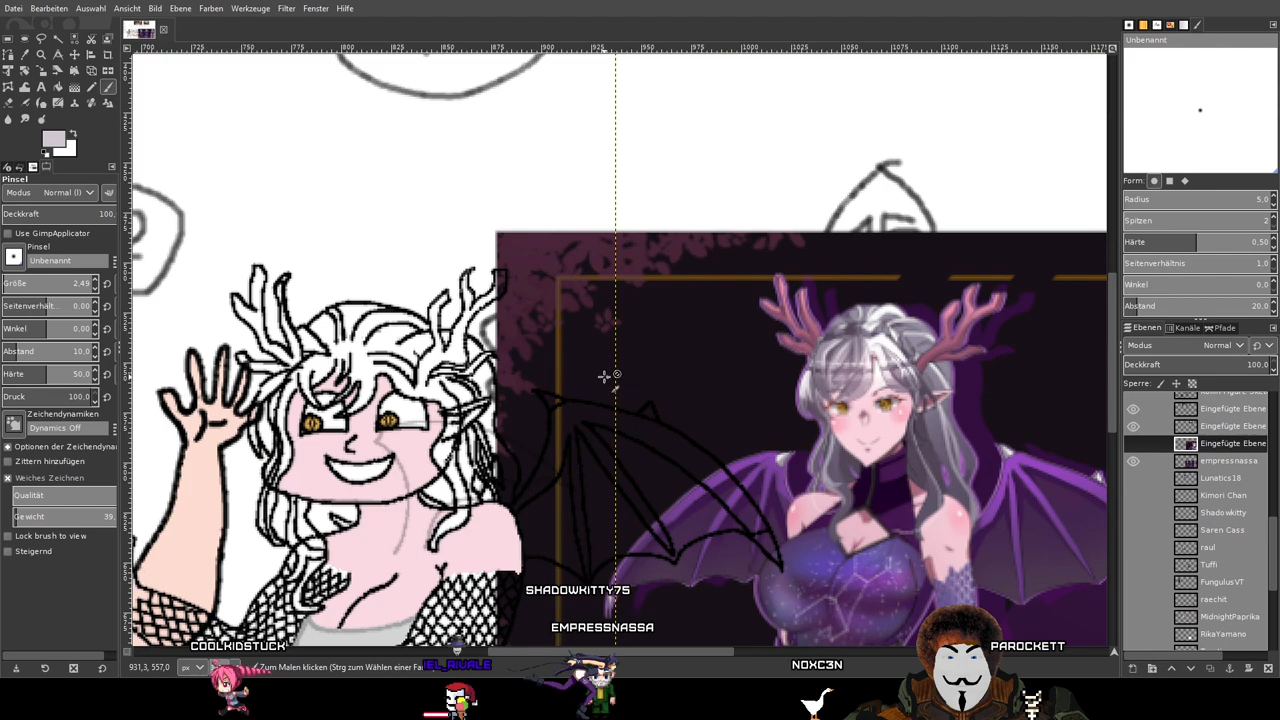 Datei Bearbeiten Auswahl Ansicht Bild Ebene Farben Werkzeuge Filter Fenster Hilfe
Unbenannt
Pinsel
Modus Normal (l)
Deckkraft 100,
Use GimpApplicator
Pinsel
Unbenannt
Größe 2,49
Seitenverhält... 0,00
Winkel 0,00
Abstand 10,0
Härte 50,0
Druck 100,0
Zeichendynamiken
Dynamics Off
Optionen der Zeichendynam
Zittern hinzufügen
Weiches Zeichnen
Qualität
Gewicht 39,
Lock brush to view
Steigernd
Form:
Radius 5,0
Spitzen 2
Härte 0,50
Seitenverhältnis 1,0
Winkel 0,0
Abstand 20,0
Ebenen Kanäle Pfade
Modus Normal
Deckkraft 100,0
Sperre:
Eingefügte Ebene
Eingefügte Ebene
Eingefügte Ebene
empressnassa
Lunatics18
Kimori Chan
Shadowkitty
Saren Cass
raul
Tuffi
FungulusVT
raechit
MidnightPaprika
RikaYamano
SHADOWKITTY75
EMPRESSNASSA
COOLKIDSTUCK
PAROCKETT
IEL_RIVALE
NOXC3N
931,3 557,0 px Zum Malen klicken (Strg zum Wählen einer Fa